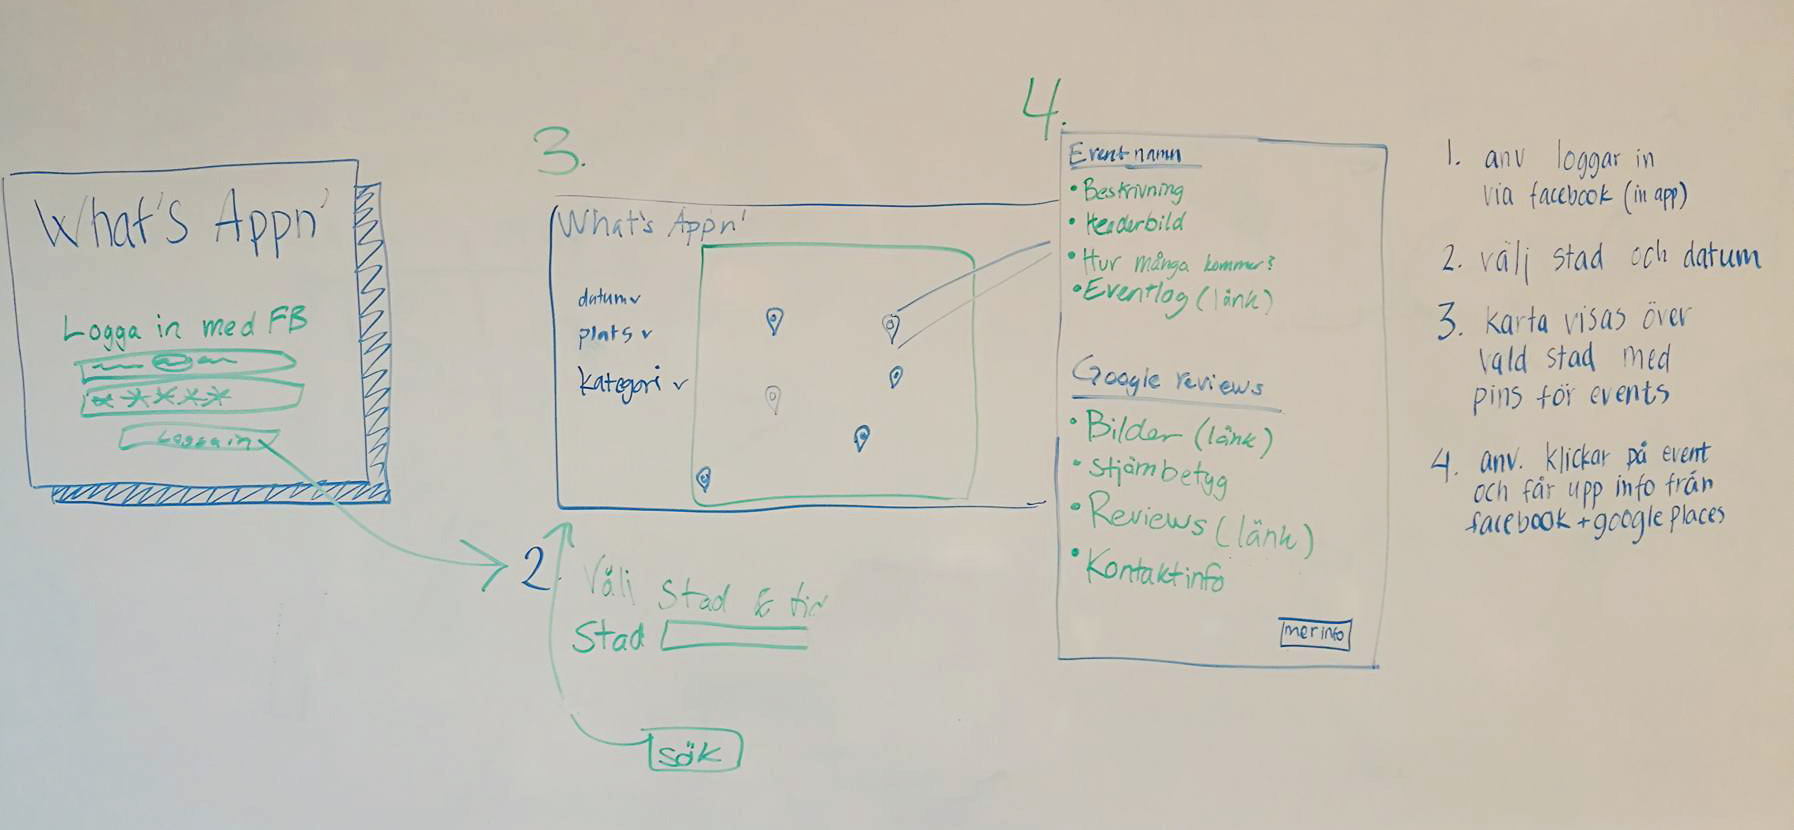 What's Appn'
Logga in med FB
*****
Logga in
3.
What's Appn'
datum
plats
kategori
2.
Välj Stad & tid
Stad
sök
4.
Event namn
• Beskrivning
• Headerbild
• Hur många kommer?
• Eventlog (länk)
Google reviews
• Bilder (länk)
• Stjärnbetyg
• Reviews (länk)
• Kontaktinfo
mer info
1. anv loggar in
via facebook (in app)
2. välj stad och datum
3. karta visas över
vald stad med
pins för events
4. anv. klickar på event
och får upp info från
facebook + google places